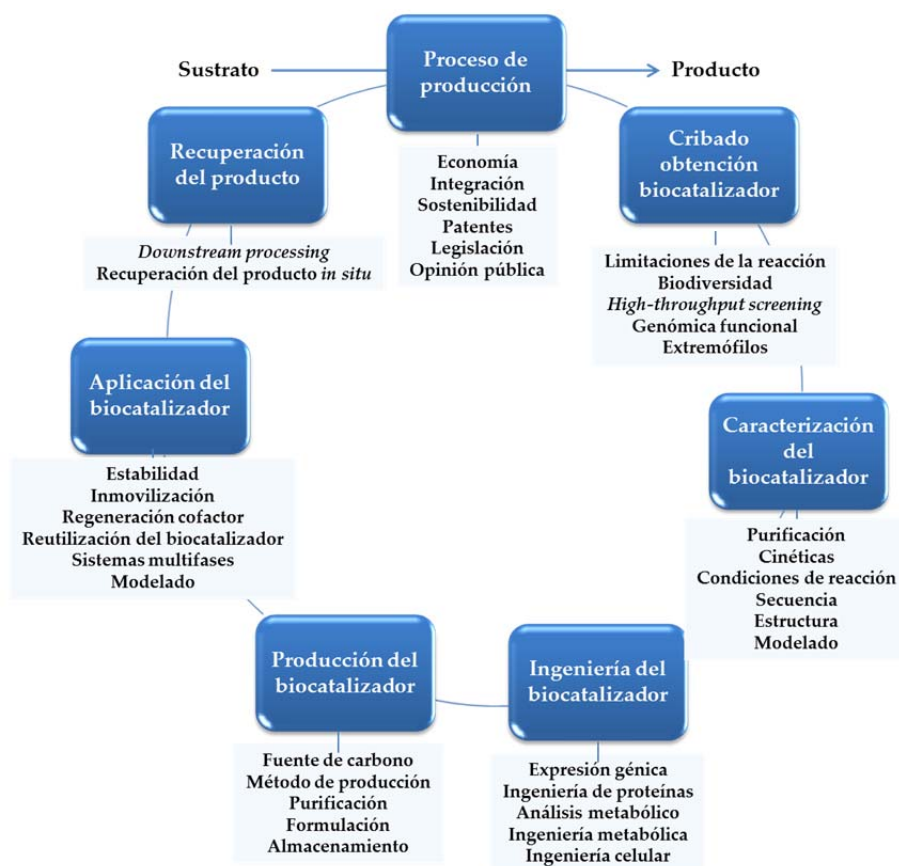 Sustrato
Proceso de
producción
Producto
Recuperación
del producto
Downstream processing
Recuperación del producto in situ
Economía
Integración
Sostenibilidad
Patentes
Legislación
Opinión pública
Cribado
obtención
biocatalizador
Limitaciones de la reacción
Biodiversidad
High-throughput screening
Genómica funcional
Extremófilos
Aplicación del
biocatalizador
Estabilidad
Inmovilización
Regeneración cofactor
Reutilización del biocatalizador
Sistemas multifases
Modelado
Caracterización
del
biocatalizador
Purificación
Cinéticas
Condiciones de reacción
Secuencia
Estructura
Modelado
Producción del
biocatalizador
Fuente de carbono
Método de producción
Purificación
Formulación
Almacenamiento
Ingeniería del
biocatalizador
Expresión génica
Ingeniería de proteínas
Análisis metabólico
Ingeniería metabólica
Ingeniería celular